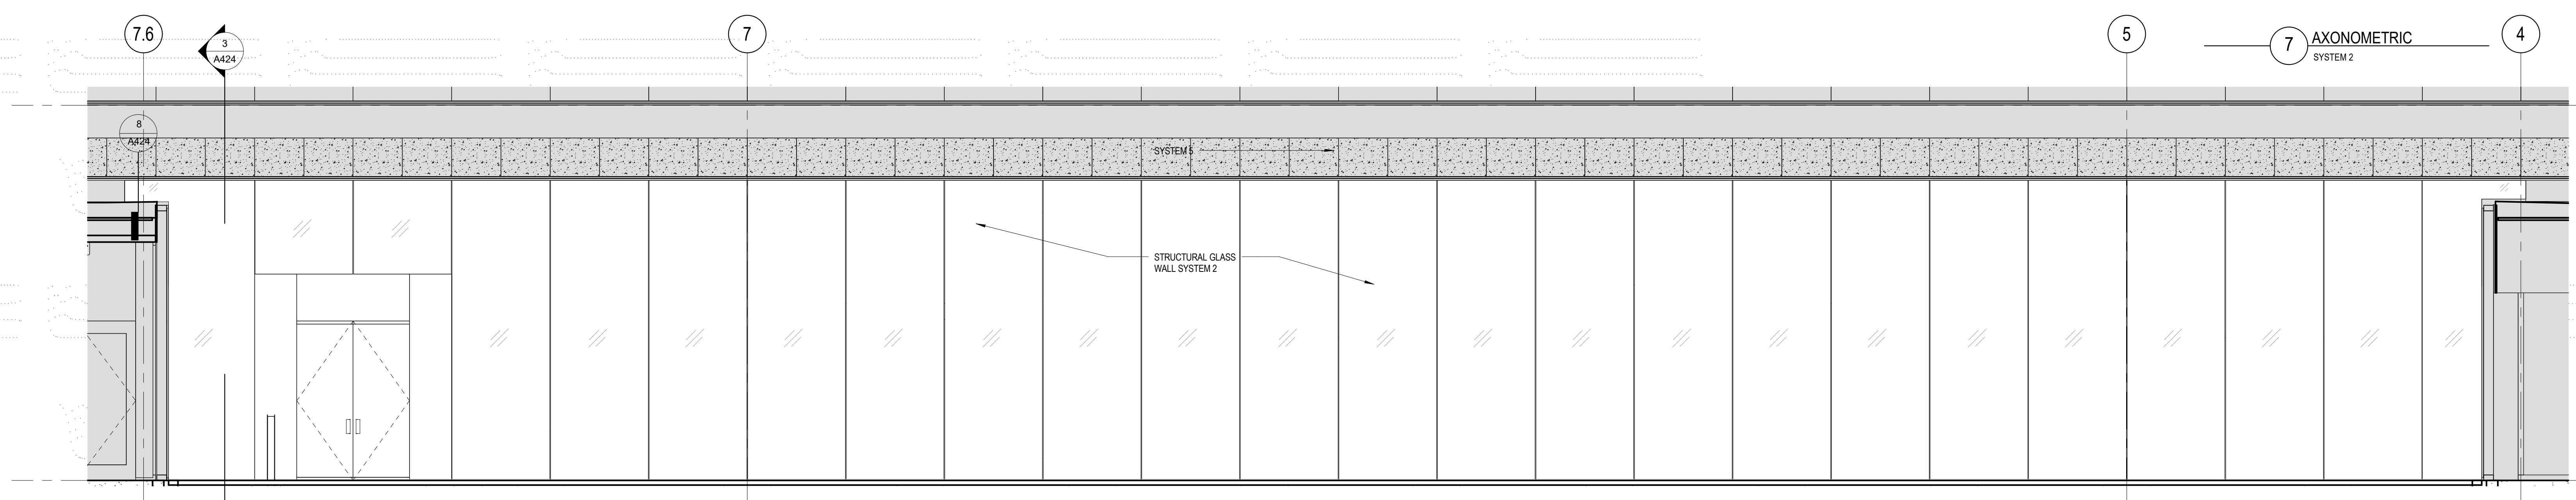 7.6
3
A424
7
5
7
AXONOMETRIC
SYSTEM 2
4
8
A424
SYSTEM 5
STRUCTURAL GLASS
WALL SYSTEM 2